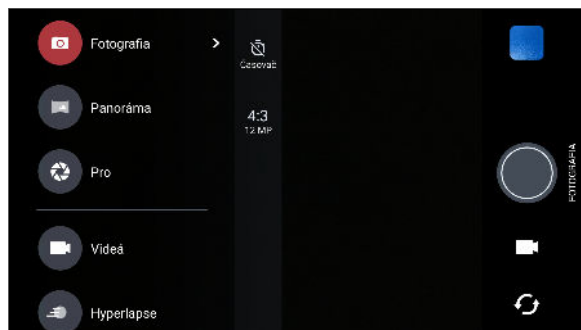 Fotografia
Panoráma
Pro
Videá
Hyperlapse
Časovač
4:3
12 MP
FOTOGRAFIA